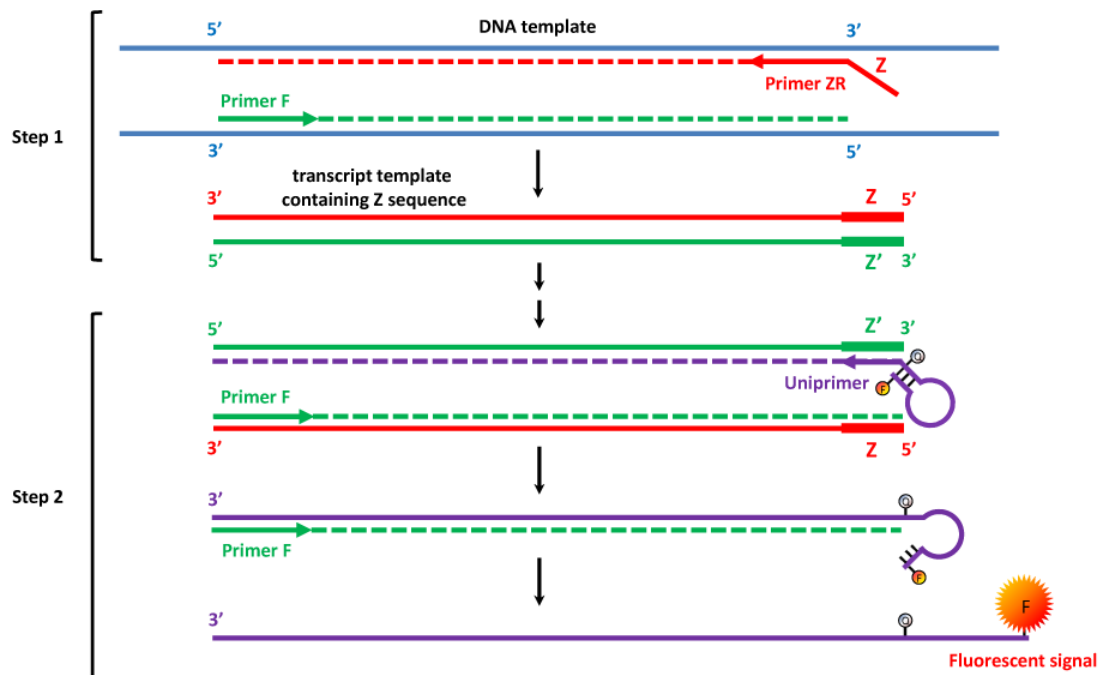 5’ DNA template 3’
Z
Primer ZR
Primer F
Step 1
3’ 5’
transcript template
containing Z sequence
3’ Z 5’
5’ Z’ 3’
5’ Z’ 3’
Q
Uniprimer
F
Primer F
3’ Z 5’
Step 2
3’ Q
Primer F
F
3’ Q F
Fluorescent signal